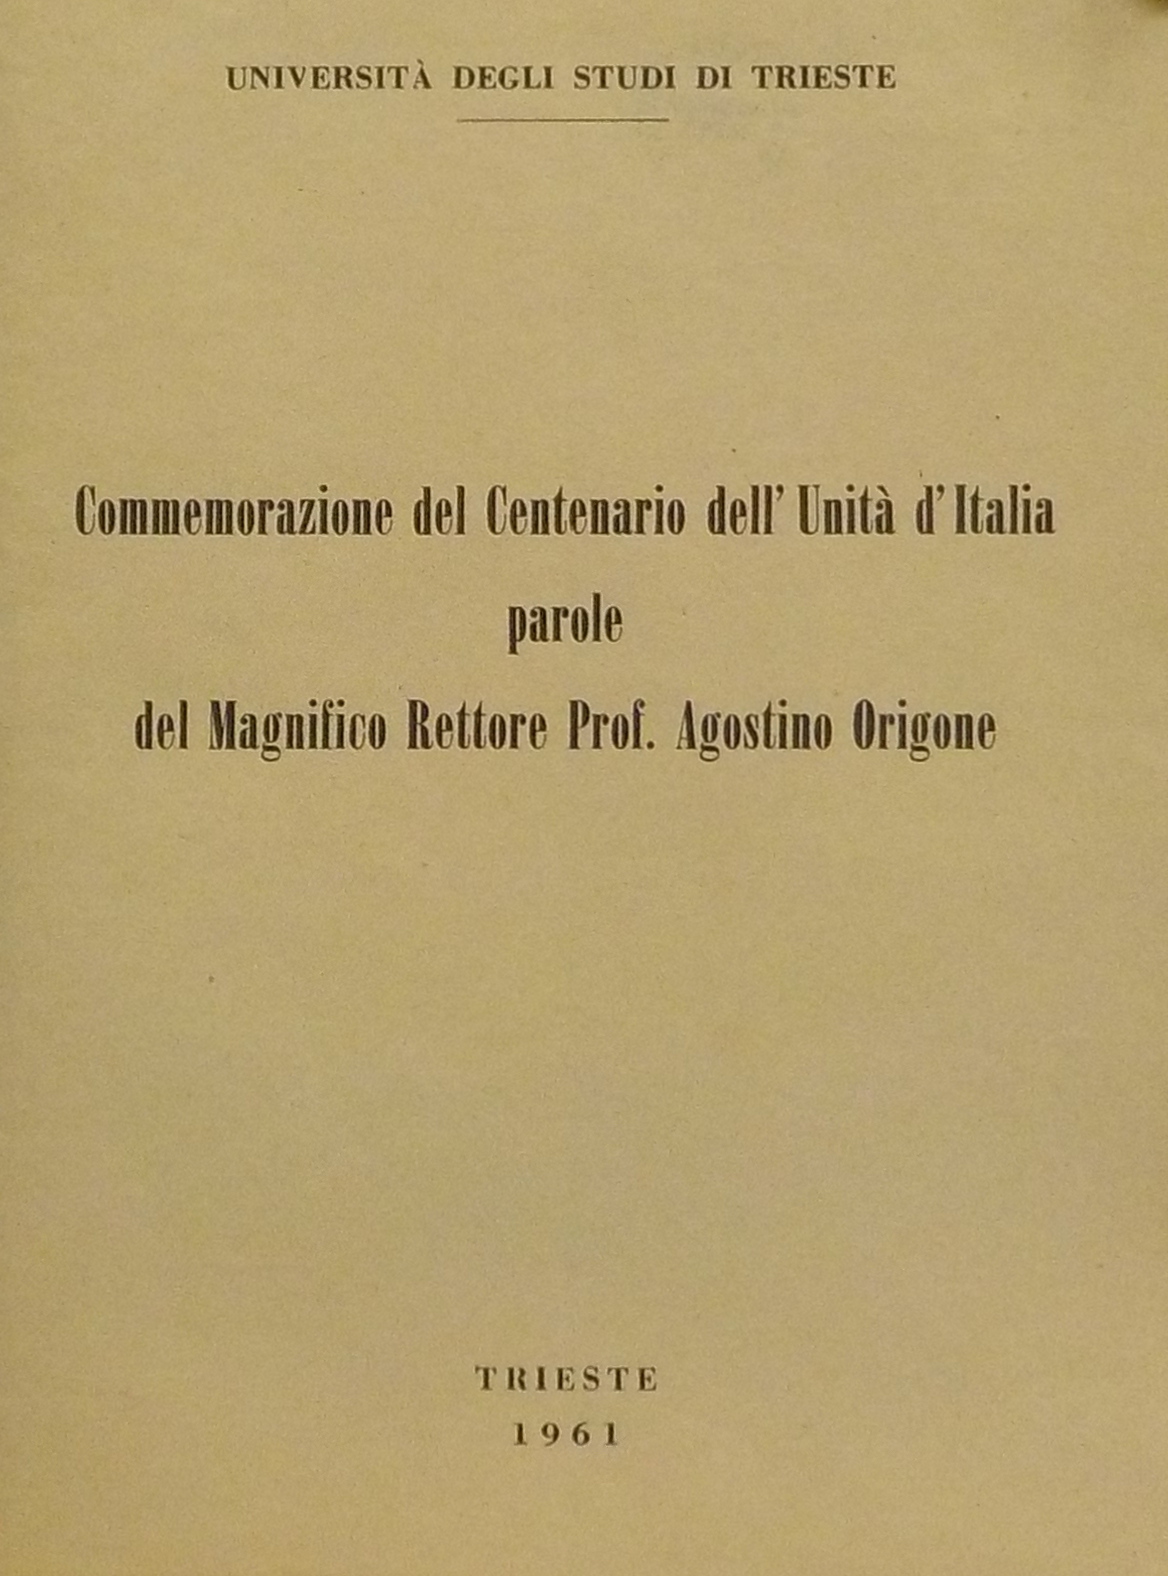 UNIVERSITÀ DEGLI STUDI DI TRIESTE
Commemorazione del Centenario dell' Unità d'Italia
parole
del Magnifico Rettore Prof. Agostino Origone
TRIESTE
1961